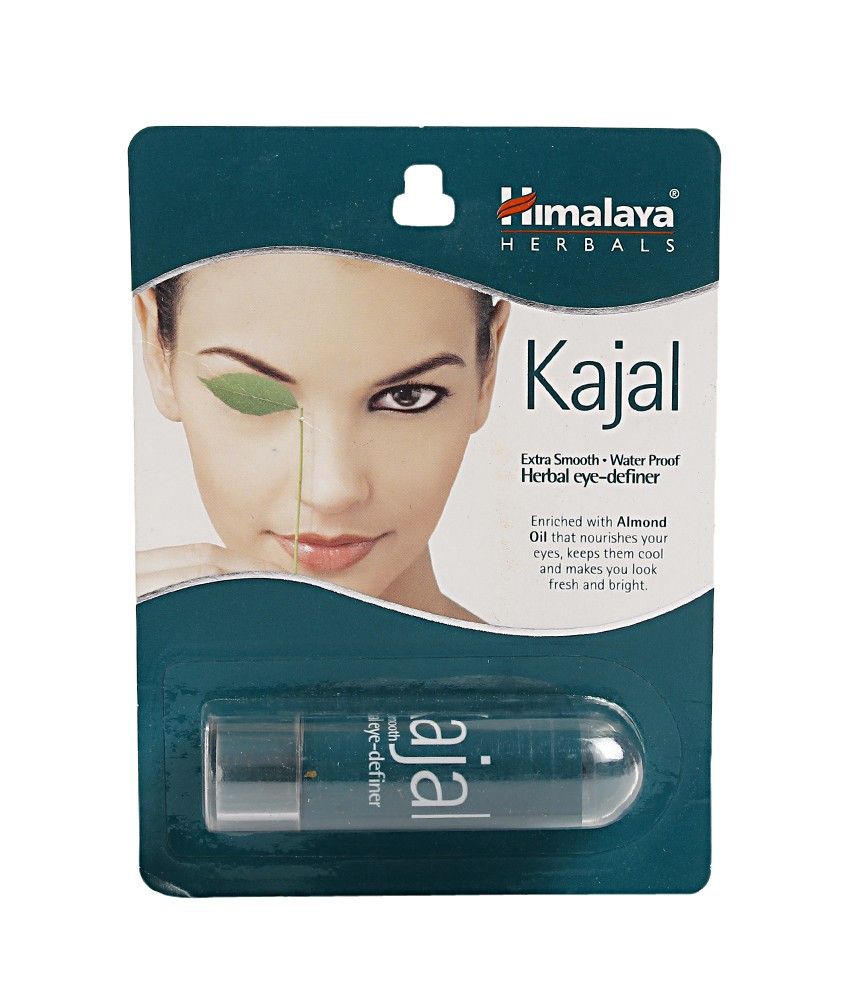 Himalaya®
HERBALS
Kajal
Extra Smooth • Water Proof
Herbal eye-definer
Enriched with Almond
Oil that nourishes your
eyes, keeps them cool
and makes you look
fresh and bright.
ajal
eye-definer